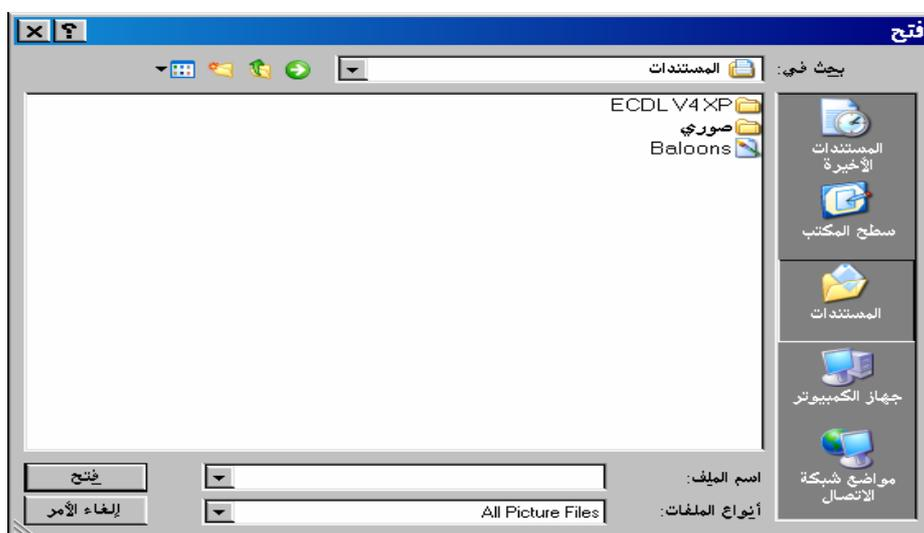 فتح
يبحث في:
المستندات
المستندات
الأخيرة
سطح المكتب
المستندات
جهاز الكمبيوتر
مواضع شبكة
الاتصال
ECDL V4 XP
صوري
Baloons
اسم الملف:
فتح
أنواع الملفات:
All Picture Files
إلغاء الأمر